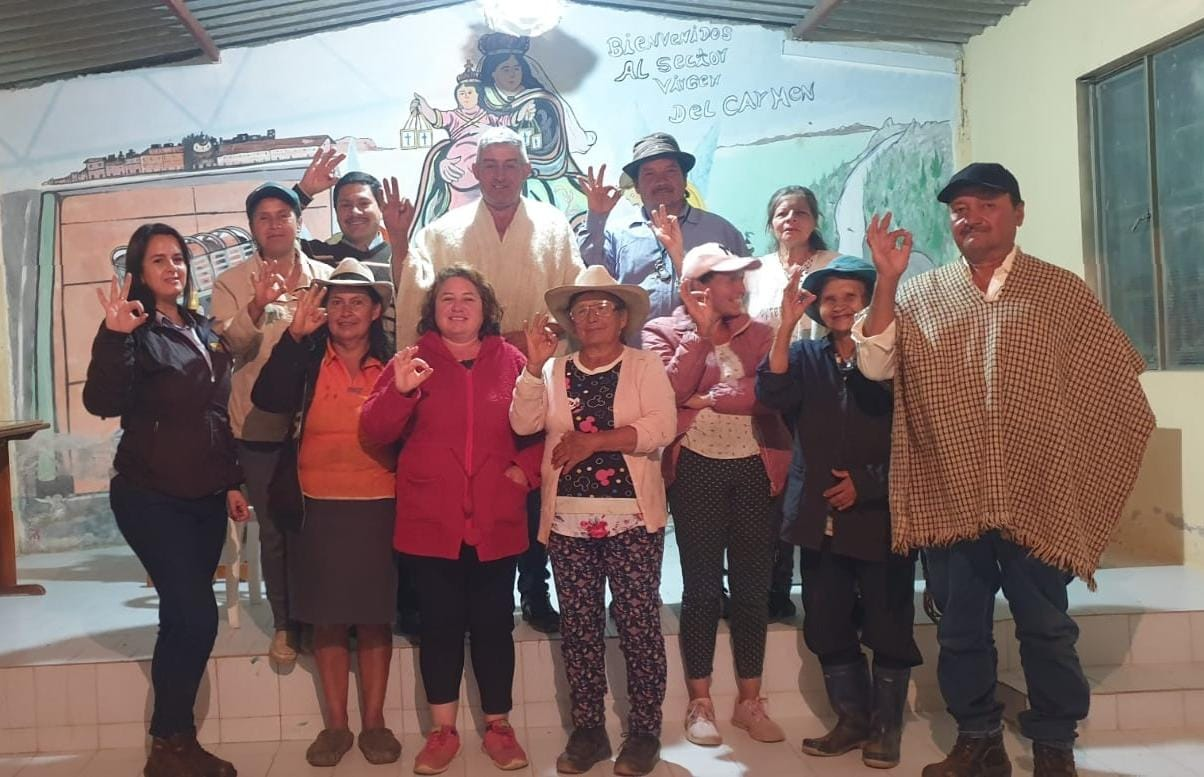 Bienvenidos
AL Sector
VIRGEN
DEL CARMEN